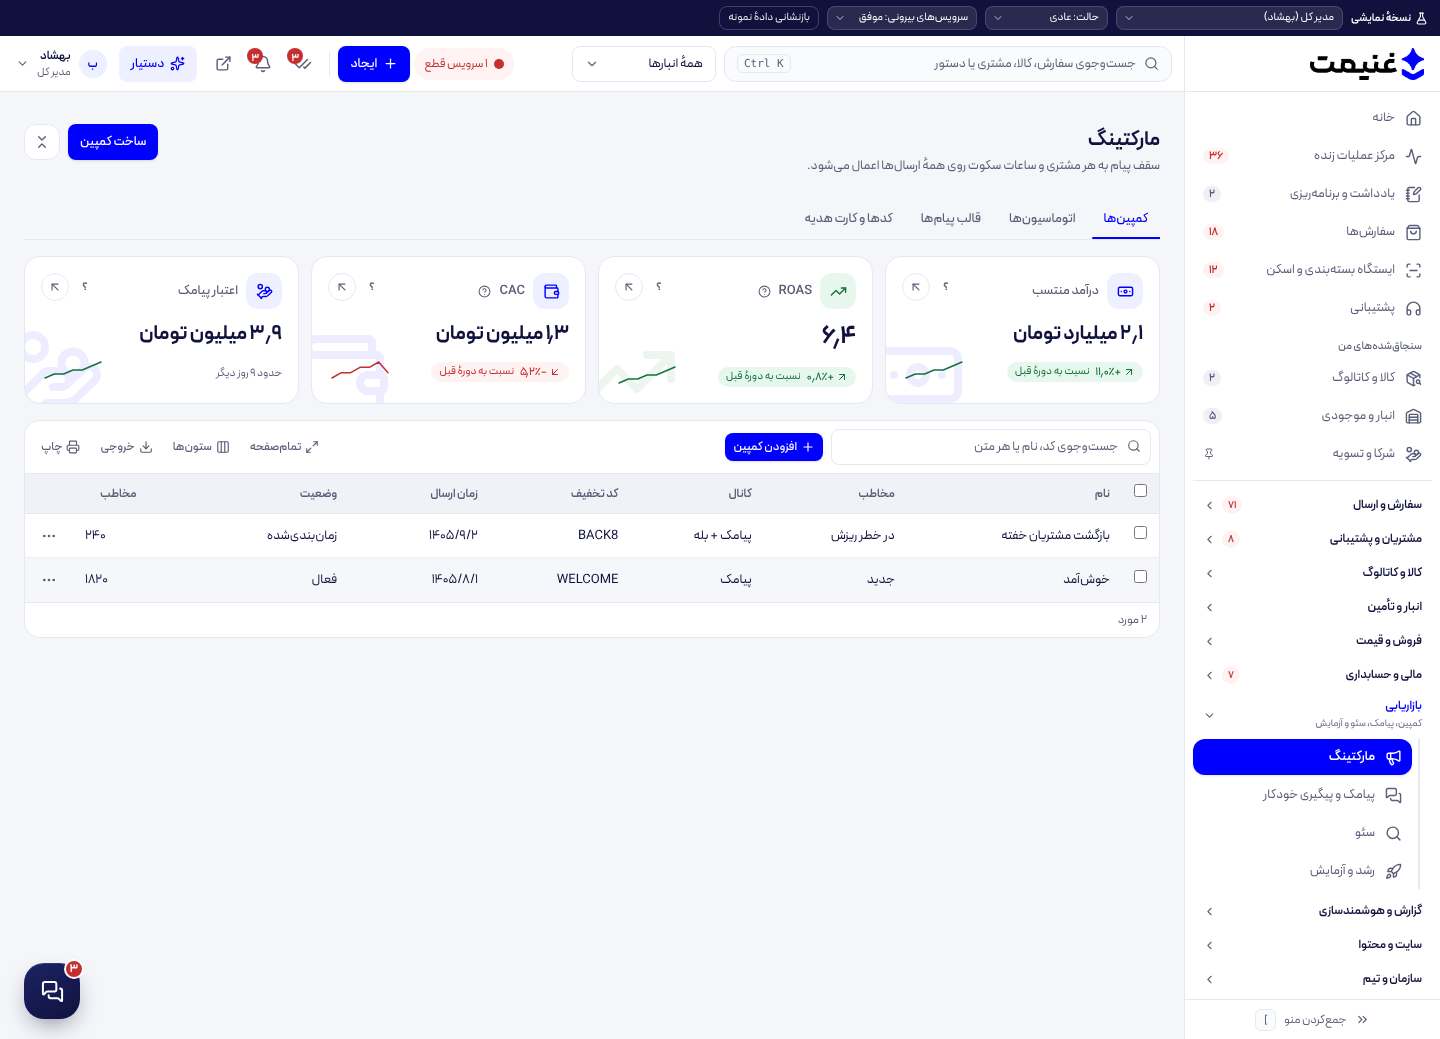 نسخهٔ نمایشی
مدیر کل (بهشاد)
حالت: عادی
سرویس‌های بیرونی: موفق
بازنشانی دادهٔ نمونه
غنیمت
جست‌وجوی سفارش، کالا، مشتری یا دستور
Ctrl K
همهٔ انبارها
۱ سرویس قطع
ایجاد
۳
۳
دستیار
ب
بهشاد
مدیر کل
خانه
مرکز عملیات زنده
۳۶
یادداشت و برنامه‌ریزی
۲
سفارش‌ها
۱۸
ایستگاه بسته‌بندی و اسکن
۱۲
پشتیبانی
۲
سنجاق‌شده‌های من
کالا و کاتالوگ
۲
انبار و موجودی
۵
شرکا و تسویه
سفارش و ارسال
۷۱
مشتریان و پشتیبانی
۸
کالا و کاتالوگ
انبار و تأمین
فروش و قیمت
مالی و حسابداری
۷
بازاریابی
کمپین، پیامک، سئو و آزمایش
مارکتینگ
پیامک و پیگیری خودکار
سئو
رشد و آزمایش
گزارش و هوشمندسازی
سایت و محتوا
سازمان و تیم
جمع‌کردن منو
[
مارکتینگ
سقف پیام به هر مشتری و ساعات سکوت روی همهٔ ارسال‌ها اعمال می‌شود.
ساخت کمپین
کمپین‌ها
اتوماسیون‌ها
قالب پیام‌ها
کدها و کارت هدیه
درآمد منتسب
؟
۲٫۱ میلیارد تومان
+۱۱٫۰٪ نسبت به دورهٔ قبل
ROAS
؟
۶٫۴
+۰٫۸٪ نسبت به دورهٔ قبل
CAC
؟
۱٫۳ میلیون تومان
−۵٫۲٪ نسبت به دورهٔ قبل
اعتبار پیامک
؟
۳٫۹ میلیون تومان
حدود ۹ روز دیگر
جست‌وجوی کد، نام یا هر متن
افزودن کمپین
تمام‌صفحه
ستون‌ها
خروجی
چاپ
نام
مخاطب
کانال
کد تخفیف
زمان ارسال
وضعیت
مخاطب
بازگشت مشتریان خفته
در خطر ریزش
پیامک + بله
BACK8
۱۴۰۵/۹/۲
زمان‌بندی‌شده
۲۴۰
خوش‌آمد
جدید
پیامک
WELCOME
۱۴۰۵/۸/۱
فعال
۱۸۲۰
۲ مورد
۳